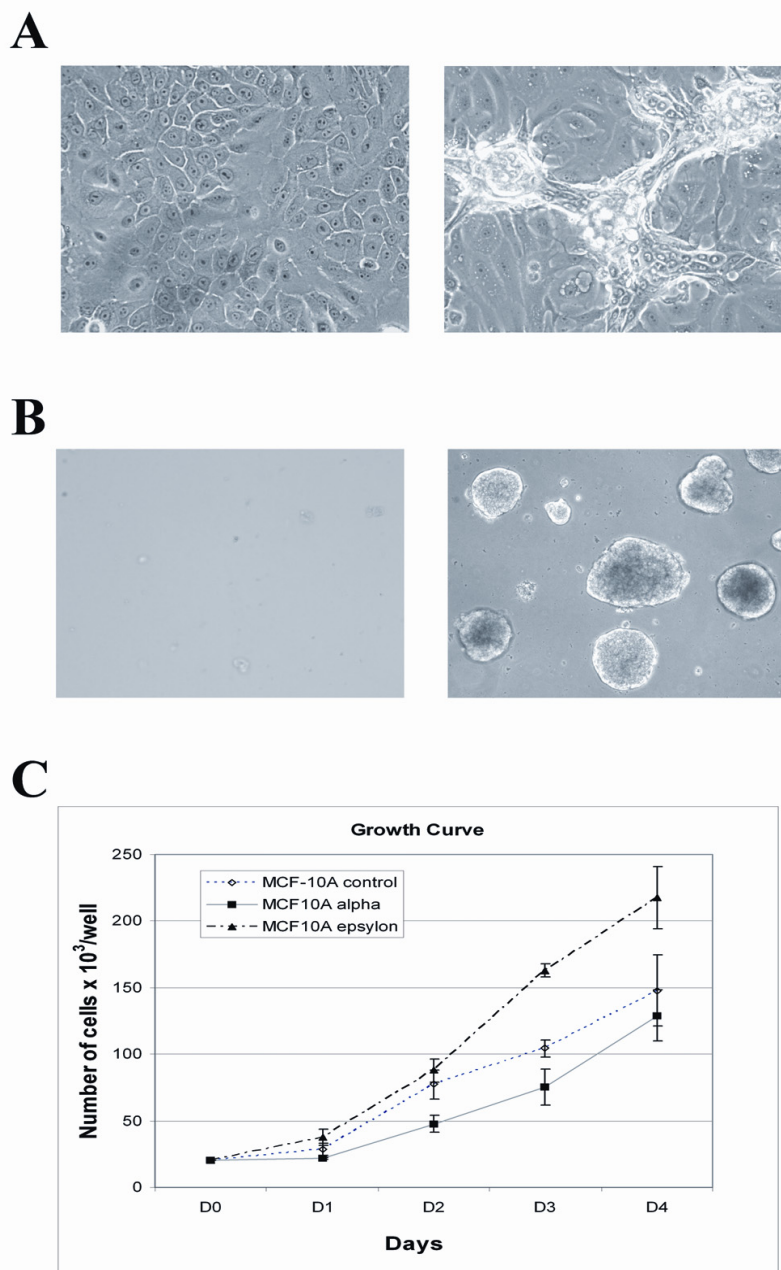 A
B
C
Growth Curve
250
200
150
100
50
0
MCF-10A control
MCF10A alpha
MCF10A epsylon
Number of cells x 10³/well
D0 D1 D2 D3 D4
Days